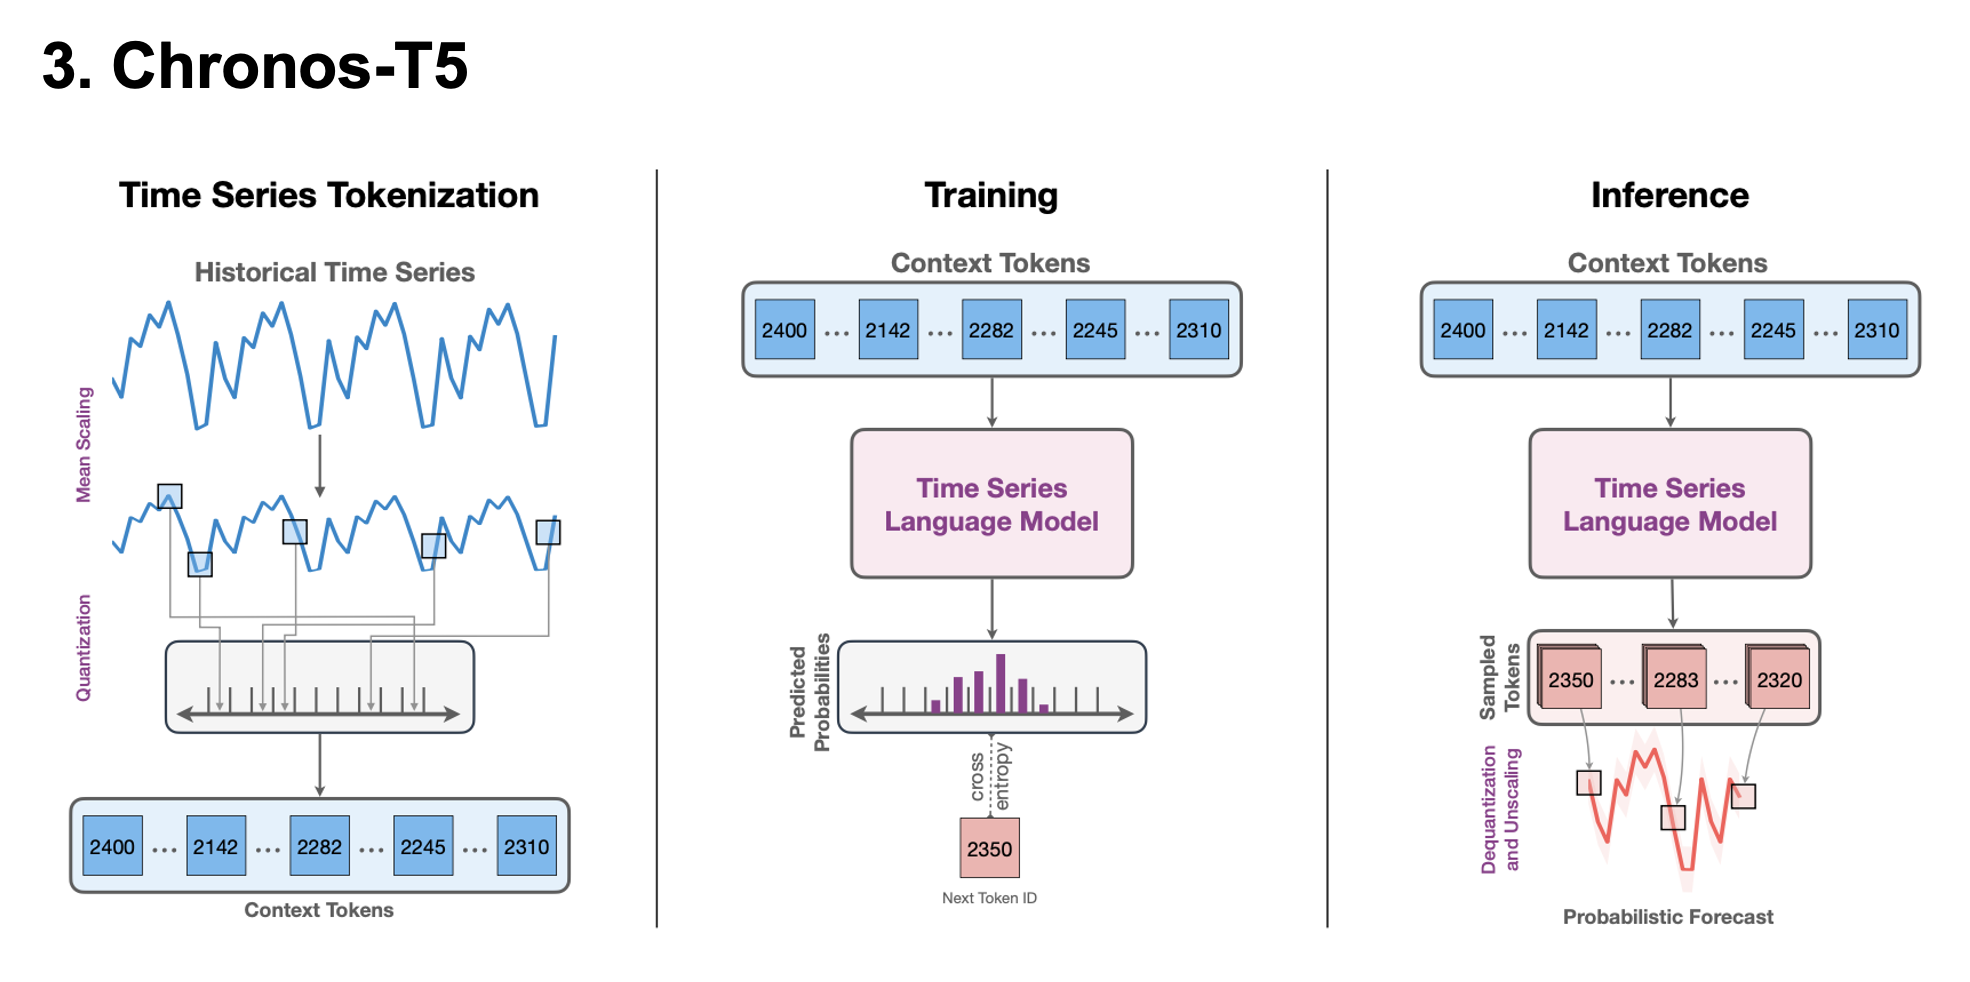 3. Chronos-T5
Time Series Tokenization
Historical Time Series
Mean Scaling
Quantization
2400 ... 2142 ... 2282 ... 2245 ... 2310
Context Tokens
Training
Context Tokens
2400 ... 2142 ... 2282 ... 2245 ... 2310
Time Series
Language Model
Predicted
Probabilities
cross
entropy
2350
Next Token ID
Inference
Context Tokens
2400 ... 2142 ... 2282 ... 2245 ... 2310
Time Series
Language Model
Sampled
Tokens
2350 ... 2283 ... 2320
Dequantization
and Unscaling
Probabilistic Forecast